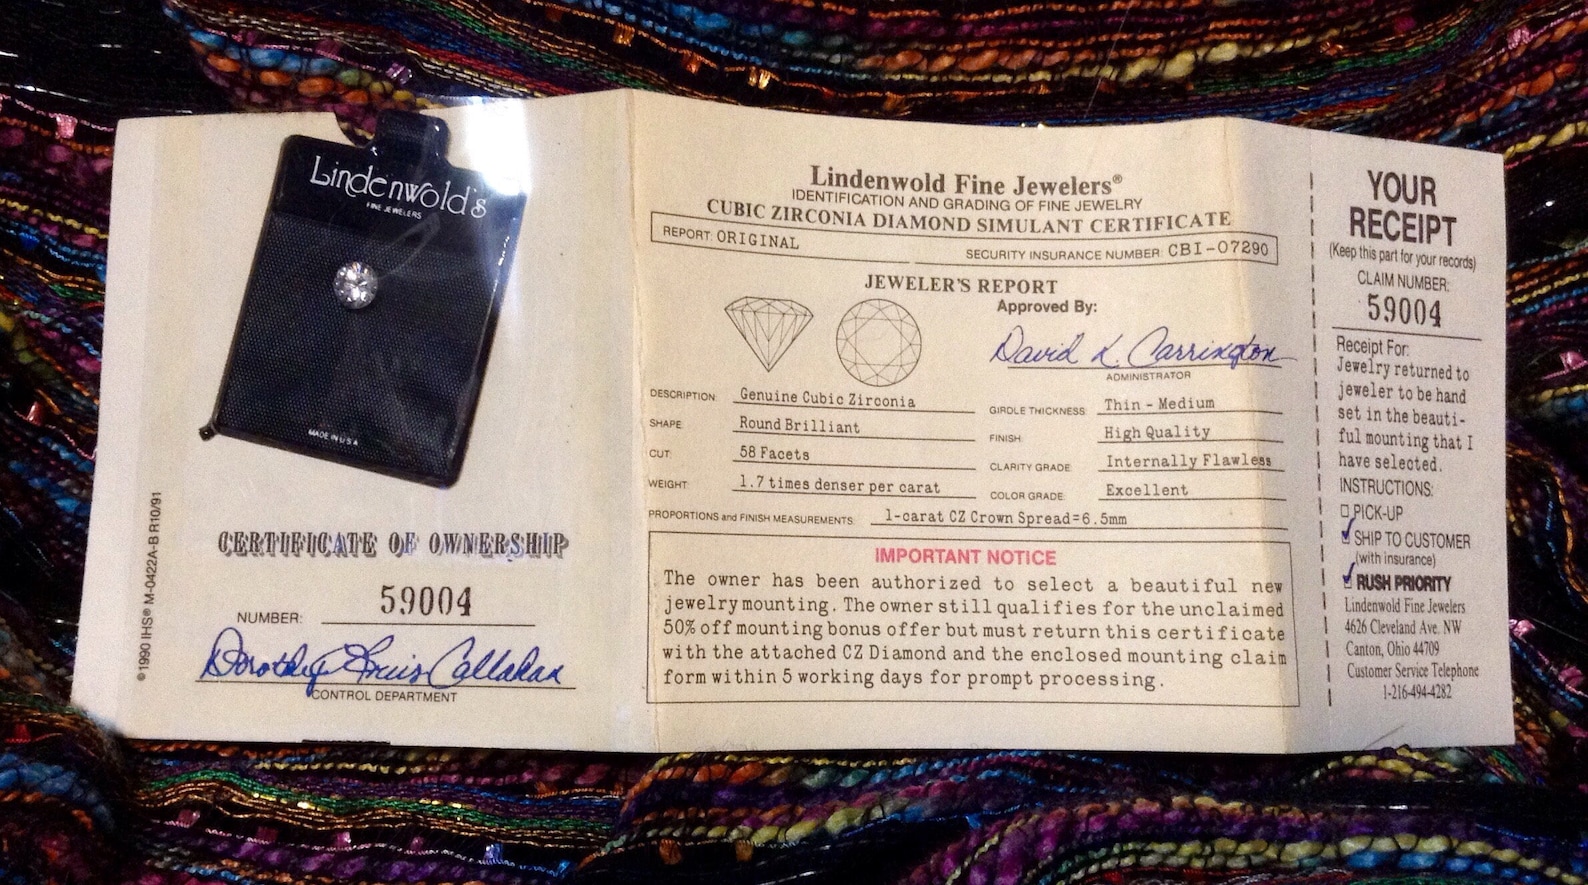 Lindenwold's
FINE JEWELERS
MADE IN U S A
CERTIFICATE OF OWNERSHIP
NUMBER: 59004
Dorothy Callahan
CONTROL DEPARTMENT
©1990 IHS® M-0422A-B R10/91
Lindenwold Fine Jewelers®
IDENTIFICATION AND GRADING OF FINE JEWELRY
CUBIC ZIRCONIA DIAMOND SIMULANT CERTIFICATE
REPORT: ORIGINAL
SECURITY INSURANCE NUMBER: CBI-07290
JEWELER'S REPORT
Approved By:
David L. Carrington
ADMINISTRATOR
DESCRIPTION: Genuine Cubic Zirconia
SHAPE: Round Brilliant
CUT: 58 Facets
WEIGHT: 1.7 times denser per carat
GIRDLE THICKNESS: Thin - Medium
FINISH: High Quality
CLARITY GRADE: Internally Flawless
COLOR GRADE: Excellent
PROPORTIONS and FINISH MEASUREMENTS: 1-carat CZ Crown Spread=6.5mm
IMPORTANT NOTICE
The owner has been authorized to select a beautiful new
jewelry mounting. The owner still qualifies for the unclaimed
50% off mounting bonus offer but must return this certificate
with the attached CZ Diamond and the enclosed mounting claim
form within 5 working days for prompt processing.
YOUR
RECEIPT
(Keep this part for your records)
CLAIM NUMBER:
59004
Receipt For:
Jewelry returned to
jeweler to be hand
set in the beauti-
ful mounting that I
have selected.
INSTRUCTIONS:
PICK-UP
SHIP TO CUSTOMER
(with insurance)
RUSH PRIORITY
Lindenwold Fine Jewelers
4626 Cleveland Ave. NW
Canton, Ohio 44709
Customer Service Telephone
1-216-494-4282